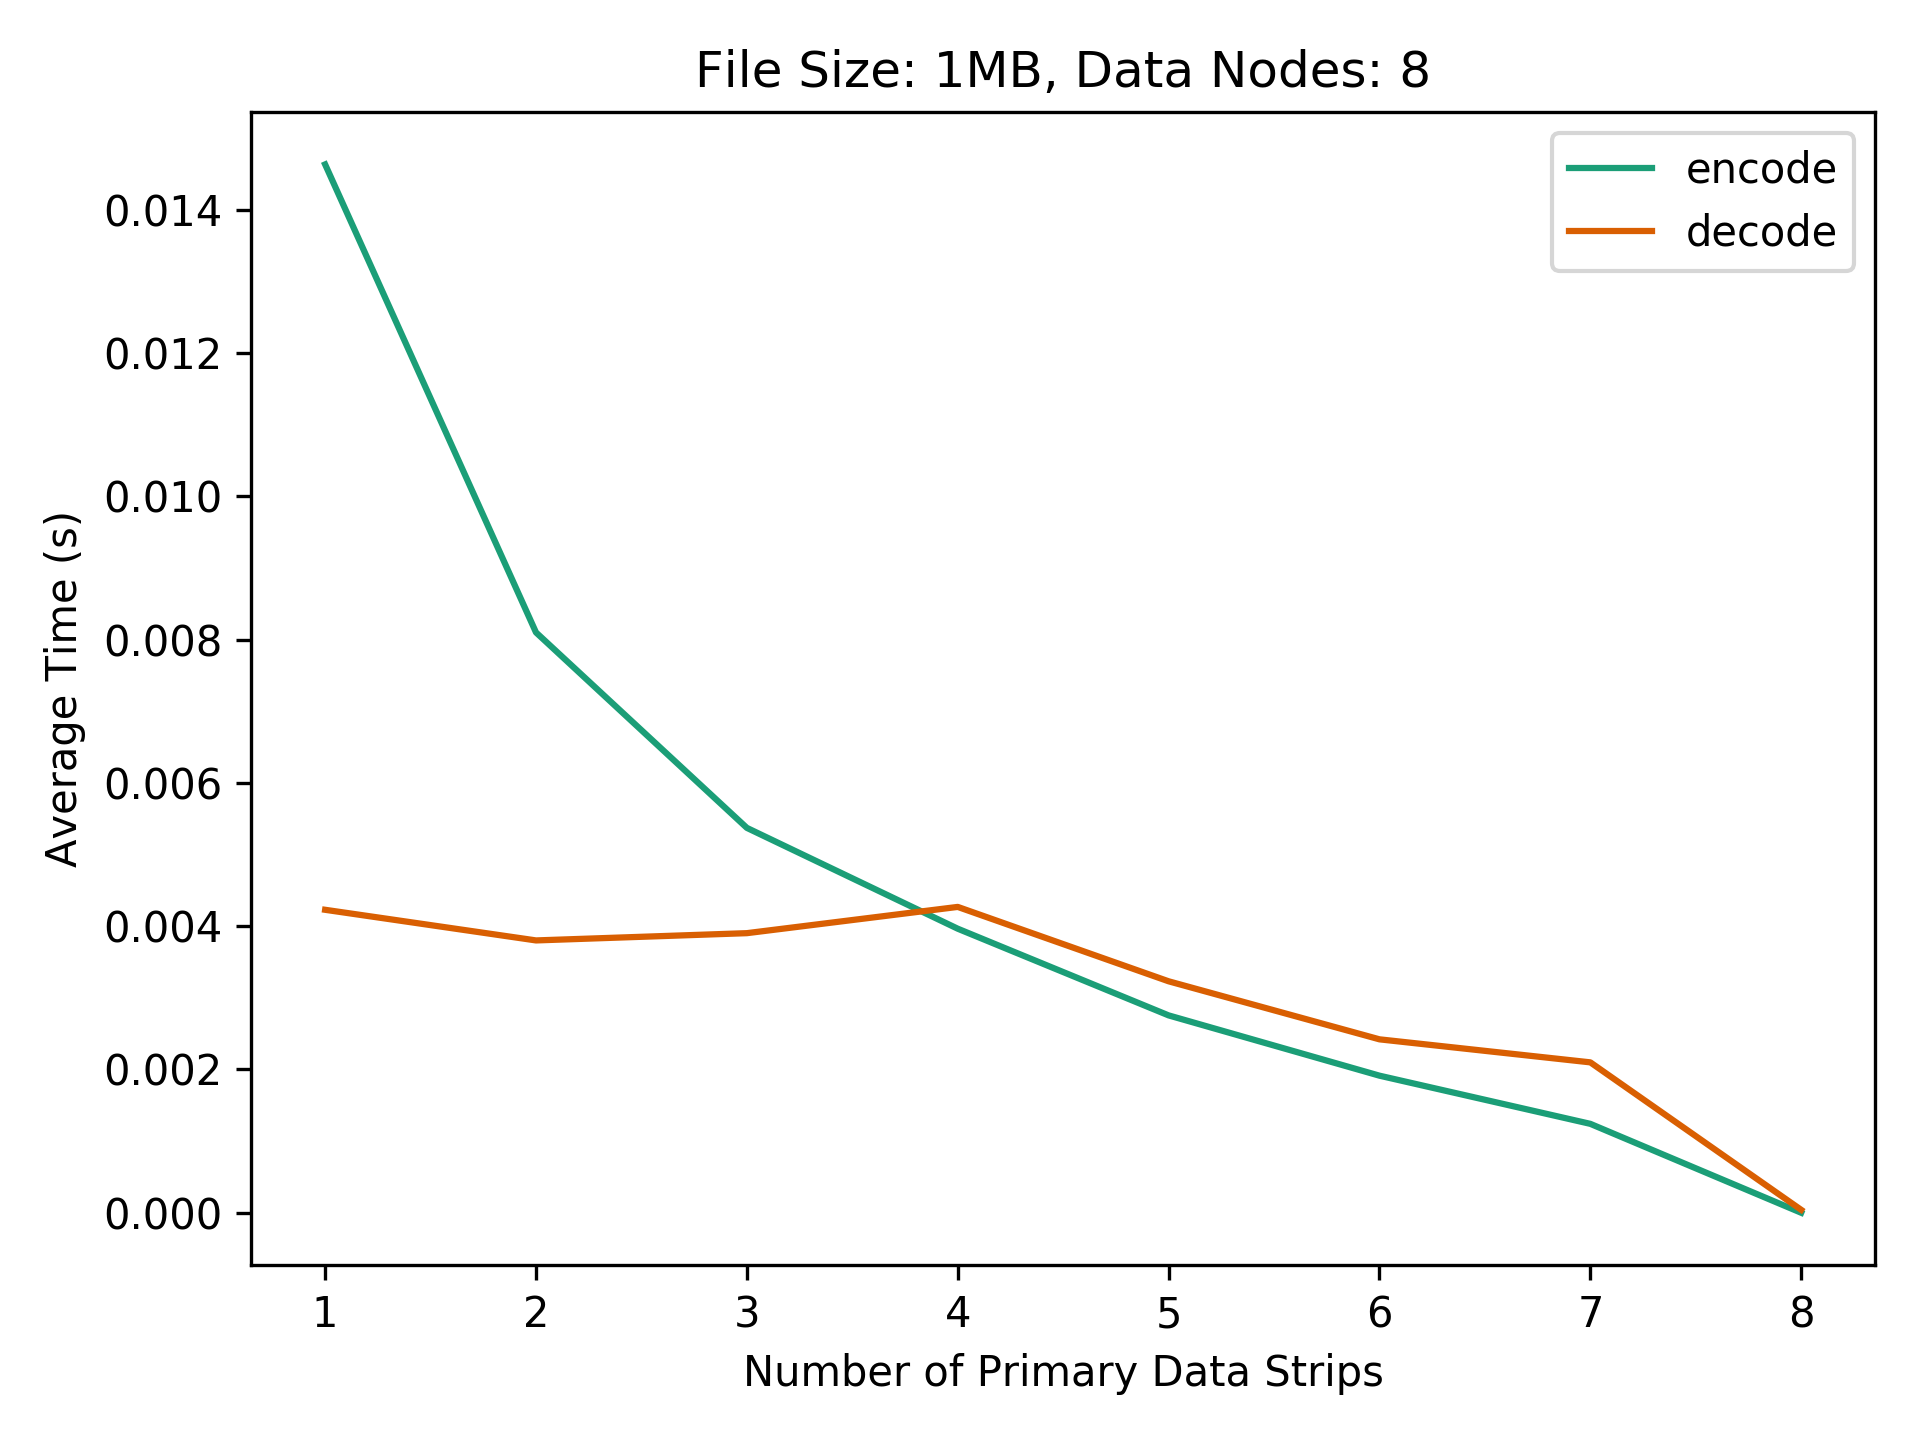 File Size: 1MB, Data Nodes: 8
encode
decode
Average Time (s)
0.014
0.012
0.010
0.008
0.006
0.004
0.002
0.000
1 2 3 4 5 6 7 8
Number of Primary Data Strips